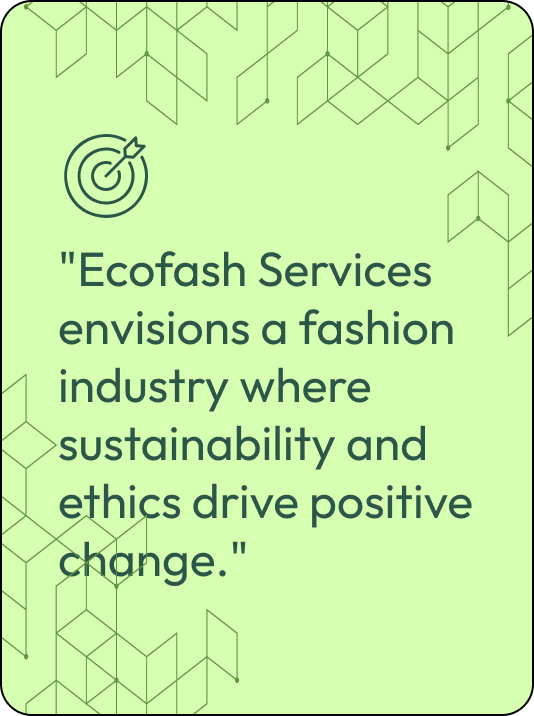 "Ecofash Services
envisions a fashion
industry where
sustainability and
ethics drive positive
change."